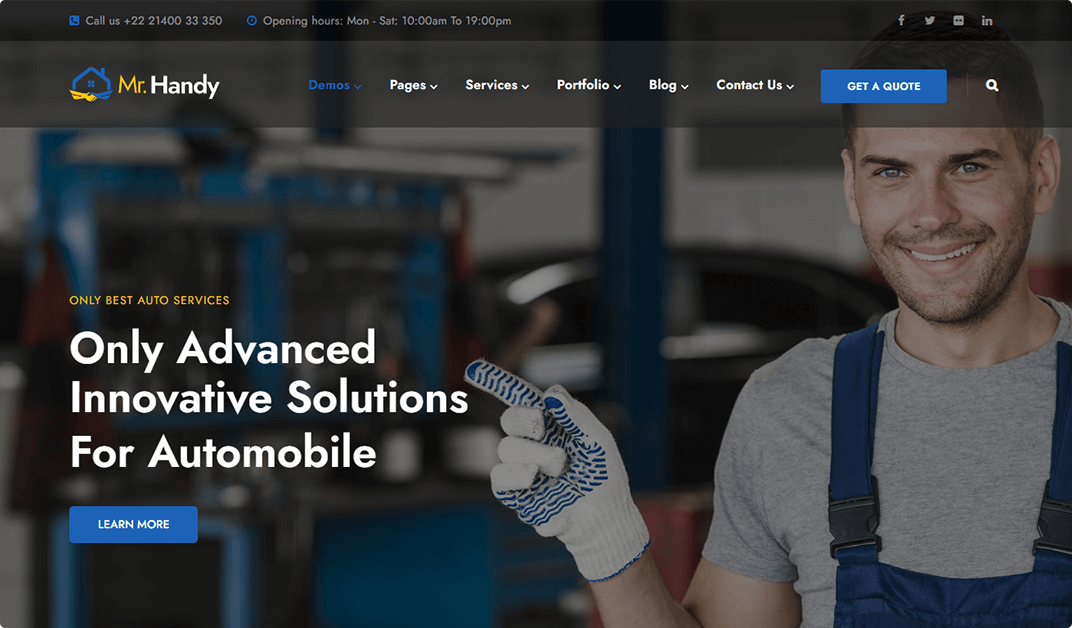 Call us +22 21400 33 350
Opening hours: Mon - Sat: 10:00am To 19:00pm
Mr. Handy
Demos
Pages
Services
Portfolio
Blog
Contact Us
GET A QUOTE
ONLY BEST AUTO SERVICES
Only Advanced
Innovative Solutions
For Automobile
LEARN MORE